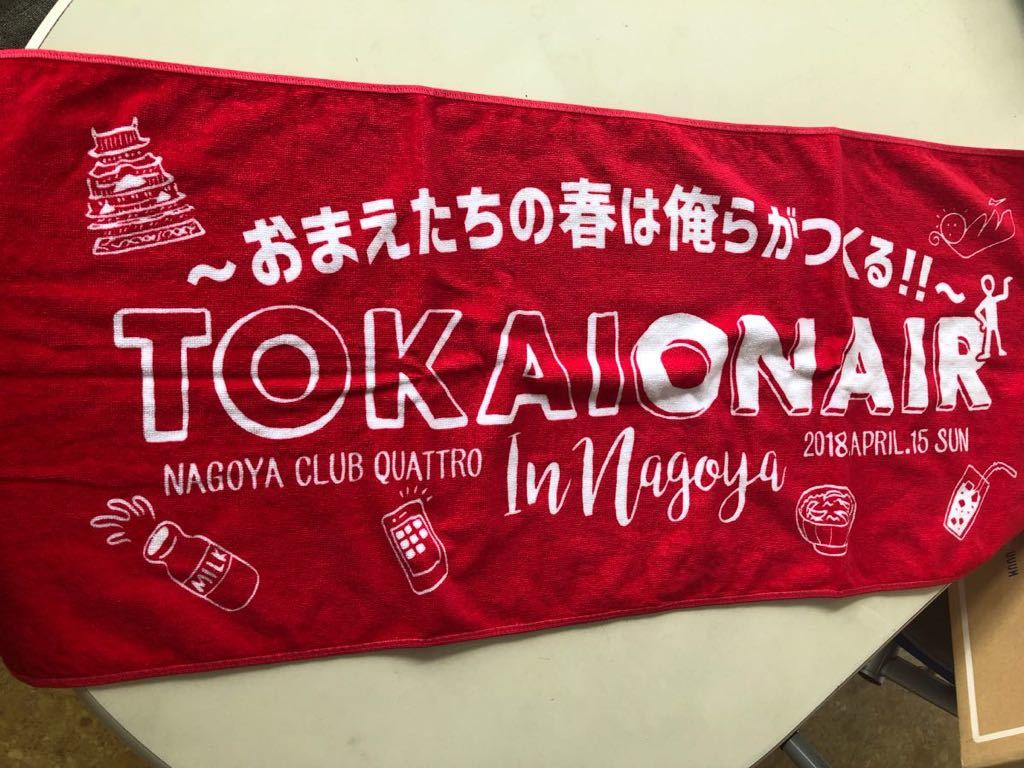 ～おまえたちの春は俺らがつくる!!～
TOKAIONAIR
NAGOYA CLUB QUATTRO
In Nagoya
2018.APRIL.15 SUN
MILK